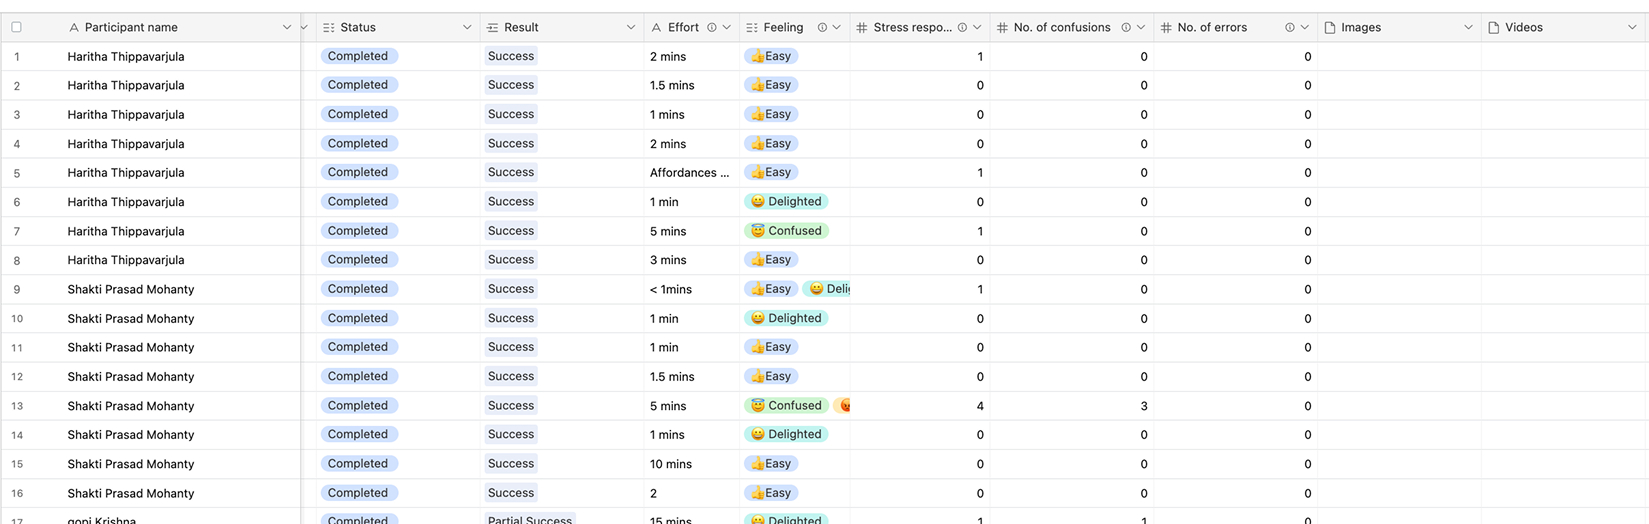 Participant name Status Result Effort Feeling Stress respo... No. of confusions No. of errors Images Videos
1 Haritha Thippavarjula Completed Success 2 mins 👍Easy 1 0 0
2 Haritha Thippavarjula Completed Success 1.5 mins 👍Easy 0 0 0
3 Haritha Thippavarjula Completed Success 1 mins 👍Easy 0 0 0
4 Haritha Thippavarjula Completed Success 2 mins 👍Easy 0 0 0
5 Haritha Thippavarjula Completed Success Affordances ... 👍Easy 1 0 0
6 Haritha Thippavarjula Completed Success 1 min 😀 Delighted 0 0 0
7 Haritha Thippavarjula Completed Success 5 mins 😇 Confused 1 0 0
8 Haritha Thippavarjula Completed Success 3 mins 👍Easy 0 0 0
9 Shakti Prasad Mohanty Completed Success < 1mins 👍Easy 😀 Delig 1 0 0
10 Shakti Prasad Mohanty Completed Success 1 min 😀 Delighted 0 0 0
11 Shakti Prasad Mohanty Completed Success 1 min 👍Easy 0 0 0
12 Shakti Prasad Mohanty Completed Success 1.5 mins 👍Easy 0 0 0
13 Shakti Prasad Mohanty Completed Success 5 mins 😇 Confused 4 3 0
14 Shakti Prasad Mohanty Completed Success 1 mins 😀 Delighted 0 0 0
15 Shakti Prasad Mohanty Completed Success 10 mins 👍Easy 0 0 0
16 Shakti Prasad Mohanty Completed Success 2 👍Easy 0 0 0
17 gopi Krishna Completed Partial Success 15 mins 😀 Delighted 1 1 0